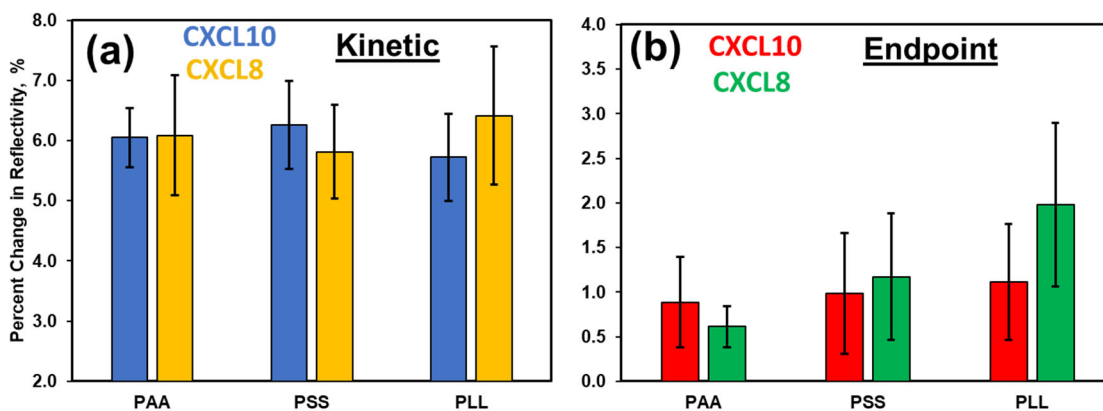 (a)
CXCL10
CXCL8
Kinetic
Percent Change in Reflectivity, %
8.0
7.0
6.0
5.0
4.0
3.0
2.0
PAA PSS PLL
(b)
CXCL10
CXCL8
Endpoint
4.0
3.5
3.0
2.5
2.0
1.5
1.0
0.5
0.0
PAA PSS PLL